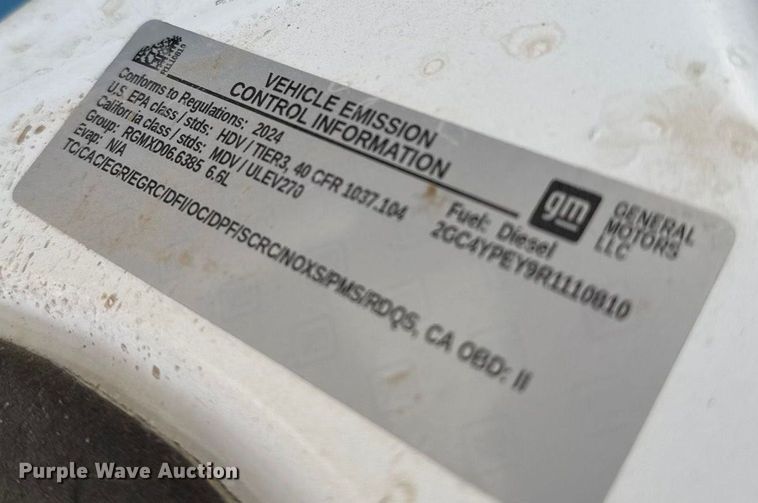 M1110810
VEHICLE EMISSION
CONTROL INFORMATION
Conforms to Regulations: 2024
U.S. EPA class / stds: HDV / TIER3, 40 CFR 1037.104
California class / stds: MDV / ULEV270
Group: RGMXD06.6385 6.6L
Evap: N/A
TC/CAC/EGR/EGRC/DFI/OC/DPF/SCRC/NOXS/PMS/RDQS, CA OBD: II
Fuel: Diesel
2GC4YPEY9R1110810
gm
GENERAL
MOTORS
LLC
Purple Wave Auction